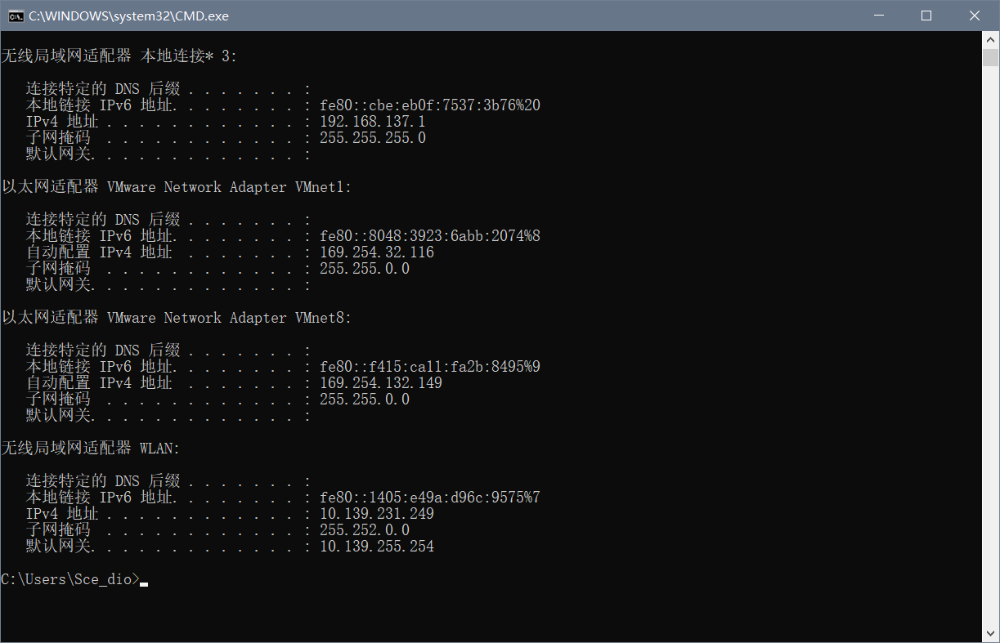 C:\WINDOWS\system32\CMD.exe
无线局域网适配器 本地连接* 3:
连接特定的 DNS 后缀 . . . . . . . :
本地链接 IPv6 地址. . . . . . . . : fe80::cbe:eb0f:7537:3b76%20
IPv4 地址 . . . . . . . . . . . . : 192.168.137.1
子网掩码  . . . . . . . . . . . . : 255.255.255.0
默认网关. . . . . . . . . . . . . :
以太网适配器 VMware Network Adapter VMnet1:
连接特定的 DNS 后缀 . . . . . . . :
本地链接 IPv6 地址. . . . . . . . : fe80::8048:3923:6abb:2074%8
自动配置 IPv4 地址  . . . . . . . : 169.254.32.116
子网掩码  . . . . . . . . . . . . : 255.255.0.0
默认网关. . . . . . . . . . . . . :
以太网适配器 VMware Network Adapter VMnet8:
连接特定的 DNS 后缀 . . . . . . . :
本地链接 IPv6 地址. . . . . . . . : fe80::f415:ca11:fa2b:8495%9
自动配置 IPv4 地址  . . . . . . . : 169.254.132.149
子网掩码  . . . . . . . . . . . . : 255.255.0.0
默认网关. . . . . . . . . . . . . :
无线局域网适配器 WLAN:
连接特定的 DNS 后缀 . . . . . . . :
本地链接 IPv6 地址. . . . . . . . : fe80::1405:e49a:d96c:9575%7
IPv4 地址 . . . . . . . . . . . . : 10.139.231.249
子网掩码  . . . . . . . . . . . . : 255.252.0.0
默认网关. . . . . . . . . . . . . : 10.139.255.254
C:\Users\Sce_dio>